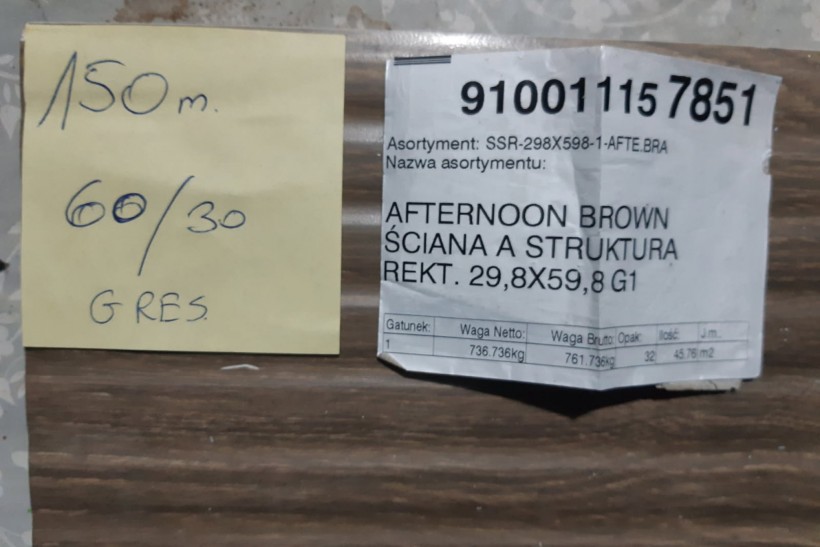 150 m.
60/30
GRES.
910011157851
Asortyment: SSR-298X598-1-AFTE.BRA
Nazwa asortymentu:
AFTERNOON BROWN
ŚCIANA A STRUKTURA
REKT. 29,8X59,8 G1
Gatunek: Waga Netto: Waga Brutto: Opak: Ilość: J.m.
1 736.736kg 761.736kg 32 45.76 m2